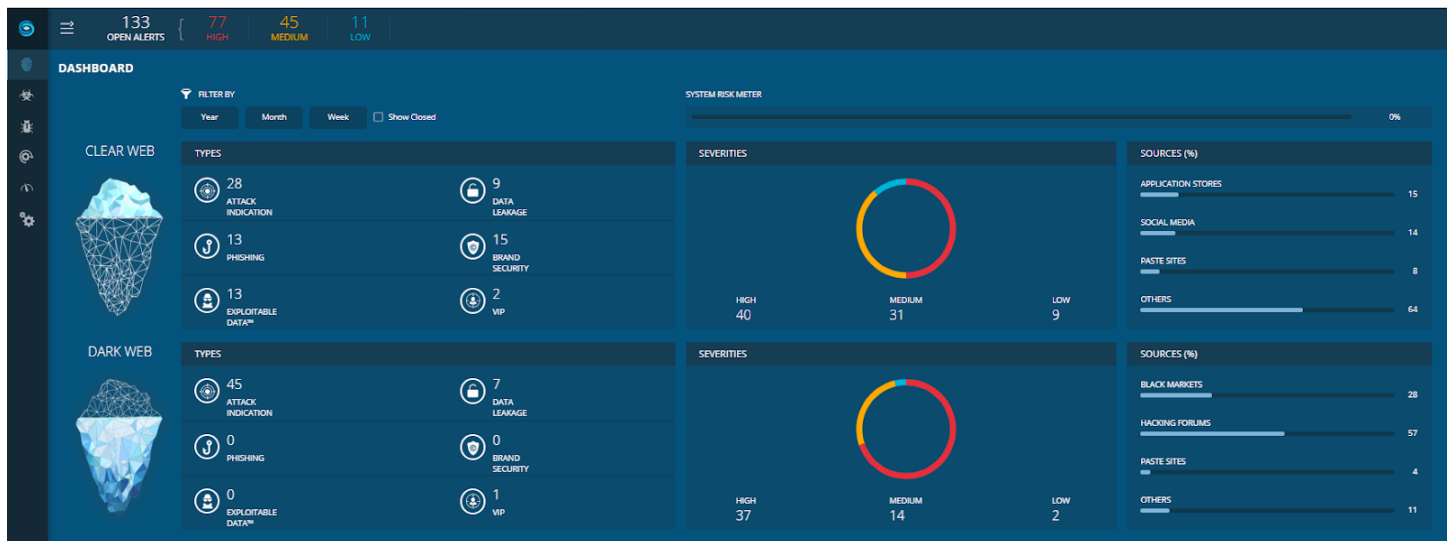 133 77 45 11
OPEN ALERTS { HIGH MEDIUM LOW
DASHBOARD
FILTER BY
Year Month Week Show Closed
SYSTEM RISK METER
0%
CLEAR WEB
TYPES
28
ATTACK
INDICATION
9
DATA
LEAKAGE
13
PHISHING
15
BRAND
SECURITY
13
EXPLOITABLE
DATA™
2
VIP
SEVERITIES
HIGH MEDIUM LOW
40 31 9
SOURCES (%)
APPLICATION STORES
15
SOCIAL MEDIA
14
PASTE SITES
8
OTHERS
64
DARK WEB
TYPES
45
ATTACK
INDICATION
7
DATA
LEAKAGE
0
PHISHING
0
BRAND
SECURITY
0
EXPLOITABLE
DATA™
1
VIP
SEVERITIES
HIGH MEDIUM LOW
37 14 2
SOURCES (%)
BLACK MARKETS
28
HACKING FORUMS
57
PASTE SITES
4
OTHERS
11